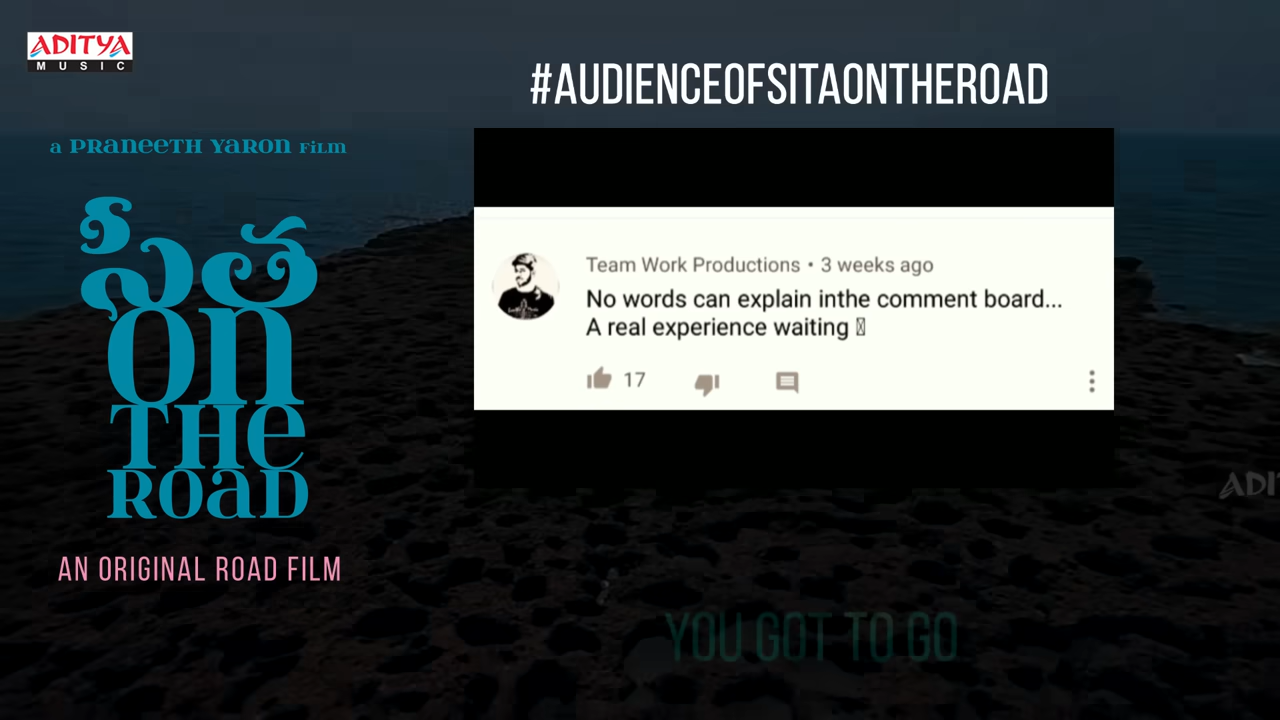 ADITYA
MUSIC
#AUDIENCEOFSITAONTHEROAD
a PRANEETH YARON FILM
సీత
ON
THE
ROAD
AN ORIGINAL ROAD FILM
Team Work Productions • 3 weeks ago
No words can explain inthe comment board...
A real experience waiting
17
ADI
YOU GOT TO GO